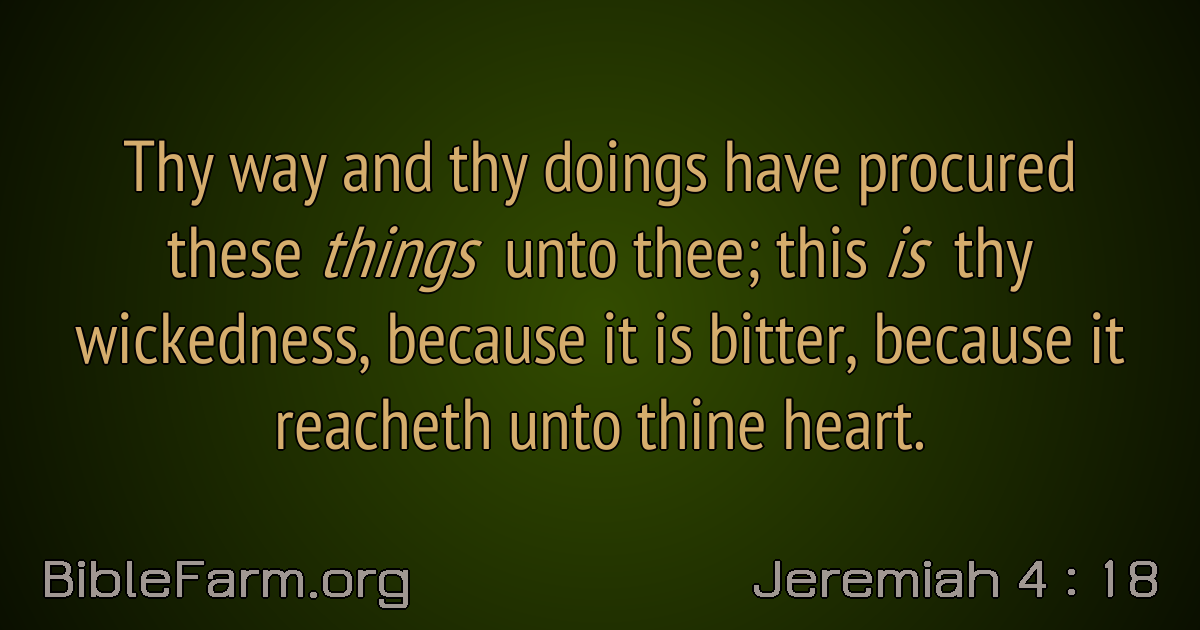 Thy way and thy doings have procured
these things unto thee; this is thy
wickedness, because it is bitter, because it
reacheth unto thine heart.
BibleFarm.org
Jeremiah 4 : 18